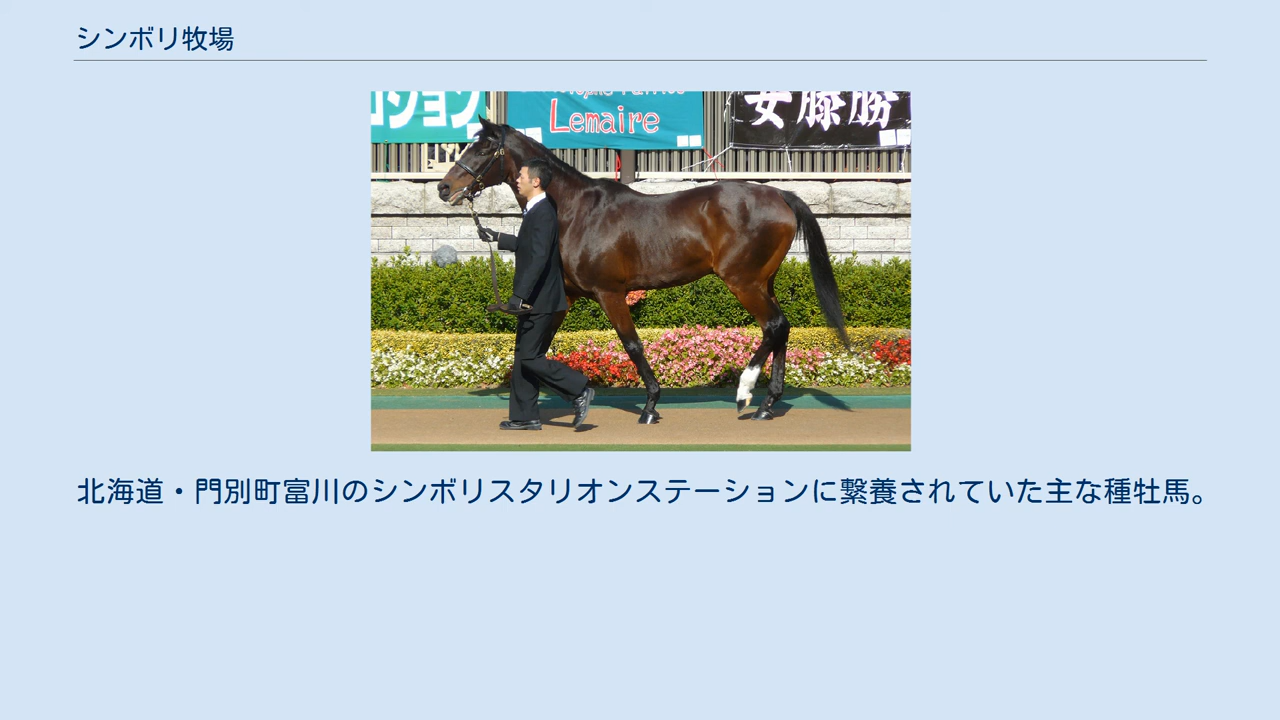 シンボリ牧場
Lemaire
安藤勝
北海道・門別町富川のシンボリスタリオンステーションに繋養されていた主な種牡馬。